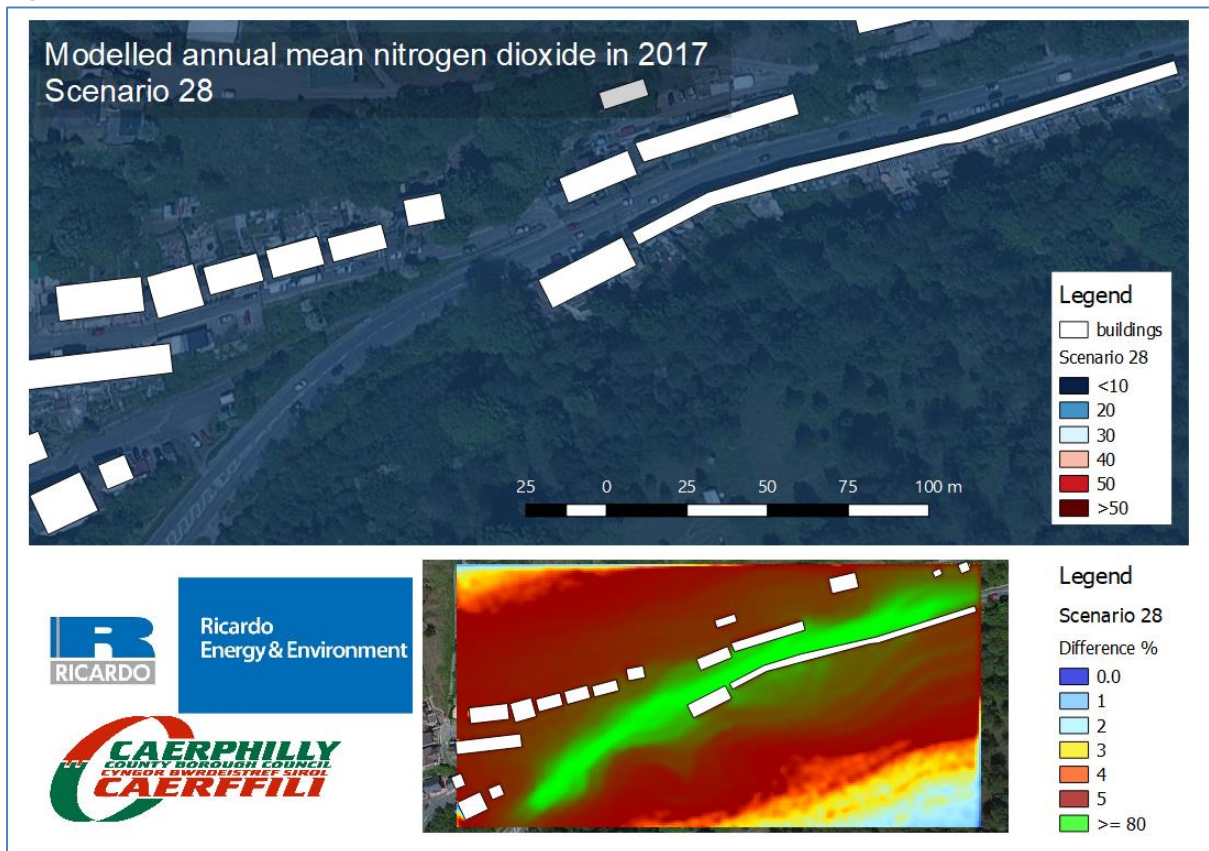 Modelled annual mean nitrogen dioxide in 2017
Scenario 28
Legend
buildings
Scenario 28
<10
20
30
40
50
>50
25 0 25 50 75 100 m
R
RICARDO
Ricardo
Energy & Environment
CAERPHILLY
COUNTY BOROUGH COUNCIL
CYNGOR BWRDEISTREF SIROL
CAERFFILI
Legend
Scenario 28
Difference %
0.0
1
2
3
4
5
>= 80